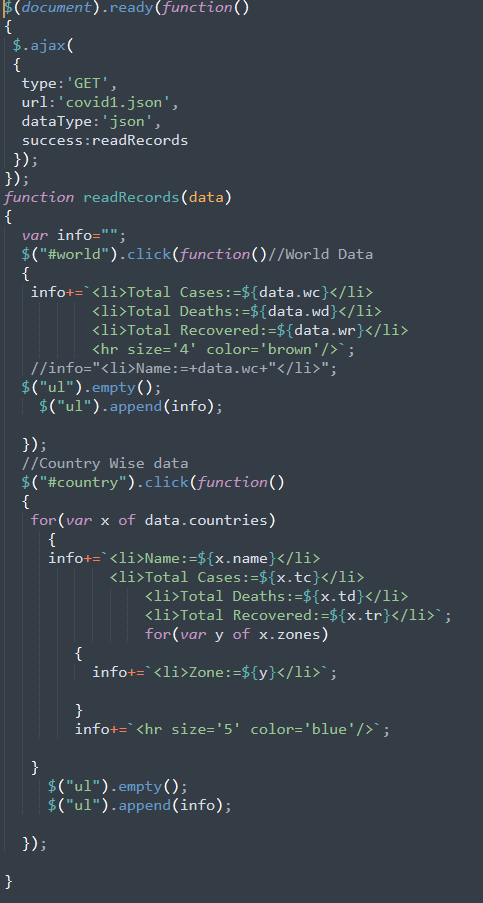 $(document).ready(function()
{
 $.ajax(
 {
  type:'GET',
  url:'covid1.json',
  dataType:'json',
  success:readRecords
 });
});
function readRecords(data)
{
  var info="";
  $("#world").click(function()//World Data
  {
   info+=`<li>Total Cases:=${data.wc}</li>
          <li>Total Deaths:=${data.wd}</li>
          <li>Total Recovered:=${data.wr}</li>
          <hr size='4' color='brown'/>`;
   //info="<li>Name:=+data.wc+"</li>";
  $("ul").empty();
    $("ul").append(info);
  });
  //Country Wise data
  $("#country").click(function()
  {
   for(var x of data.countries)
     {
     info+=`<li>Name:=${x.name}</li>
            <li>Total Cases:=${x.tc}</li>
                <li>Total Deaths:=${x.td}</li>
                <li>Total Recovered:=${x.tr}</li>`;
                for(var y of x.zones)
        {
          info+=`<li>Zone:=${y}</li>`;
        }
        info+=`<hr size='5' color='blue'/>`;
   }
     $("ul").empty();
     $("ul").append(info);
  });
}